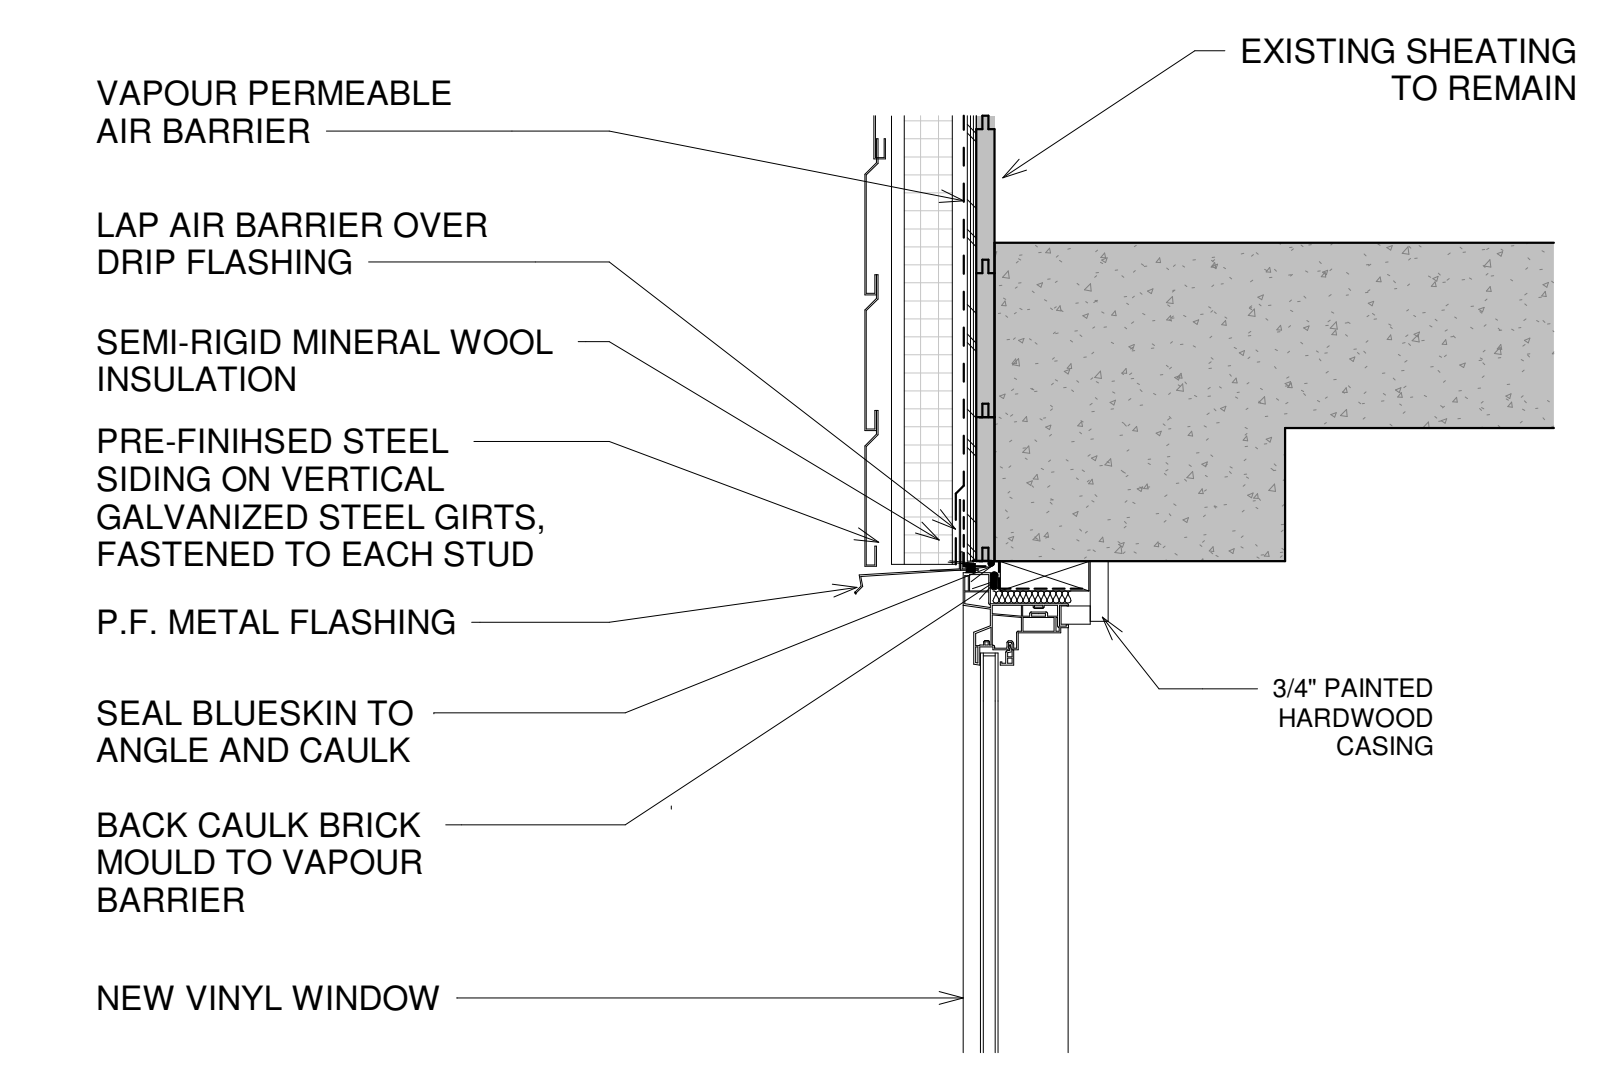 VAPOUR PERMEABLE
AIR BARRIER
LAP AIR BARRIER OVER
DRIP FLASHING
SEMI-RIGID MINERAL WOOL
INSULATION
PRE-FINIHSED STEEL
SIDING ON VERTICAL
GALVANIZED STEEL GIRTS,
FASTENED TO EACH STUD
P.F. METAL FLASHING
SEAL BLUESKIN TO
ANGLE AND CAULK
BACK CAULK BRICK
MOULD TO VAPOUR
BARRIER
NEW VINYL WINDOW
EXISTING SHEATING
TO REMAIN
3/4" PAINTED
HARDWOOD
CASING